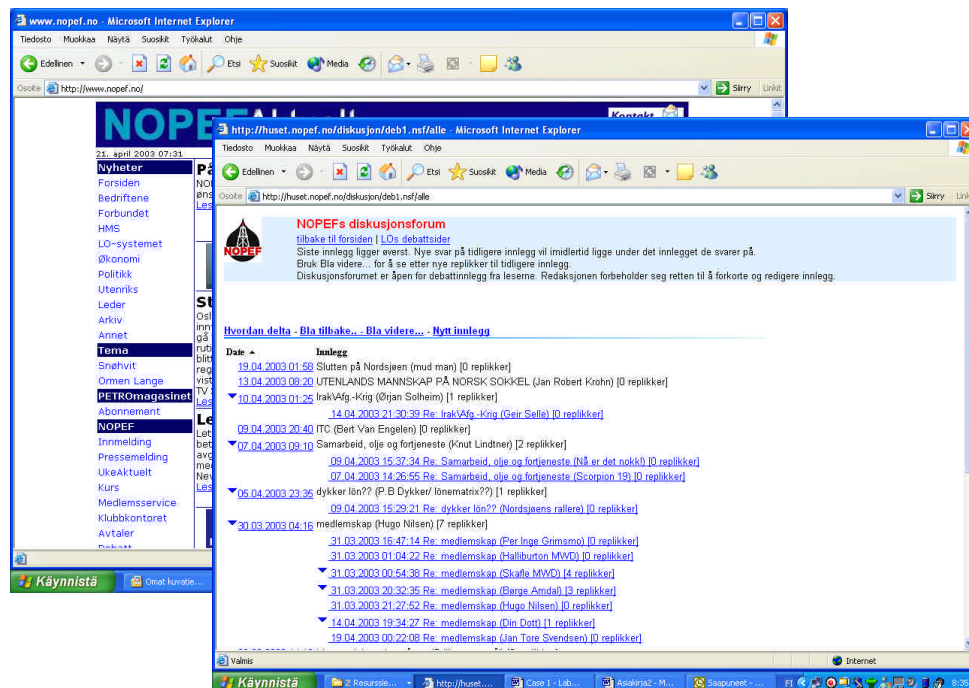 www.nopef.no - Microsoft Internet Explorer
Tiedosto Muokkaa Näytä Suosikit Työkalut Ohje
Edellinen Etsi Suosikit Media
Osoite http://www.nopef.no/ Siirry Linkit
NOPEF
Kontakt
21. april 2003 07:31
Nyheter
Forsiden
Bedriftene
Forbundet
HMS
LO-systemet
Økonomi
Politikk
Utenriks
Leder
Arkiv
Annet
Tema
Snøhvit
Ormen Lange
PETROmagasinet
Abonnement
NOPEF
Innmelding
Pressemelding
UkeAktuelt
Kurs
Medlemsservice
Klubbkontoret
Avtaler
Debatt
Käynnistä Omat kuvatie...
http://huset.nopef.no/diskusjon/deb1.nsf/alle - Microsoft Internet Explorer
Tiedosto Muokkaa Näytä Suosikit Työkalut Ohje
Edellinen Etsi Suosikit Media
Osoite http://huset.nopef.no/diskusjon/deb1.nsf/alle Siirry
NOPEF
NOPEFs diskusjonsforum
tilbake til forsiden | LOs debattsider
Siste innlegg ligger øverst. Nye svar på tidligere innlegg vil imidlertid ligge under det innlegget de svarer på.
Bruk Bla videre... for å se etter nye replikker til tidligere innlegg.
Diskusjonsforumet er åpen for debattinnlegg fra leserne. Redaksjonen forbeholder seg retten til å forkorte og redigere innlegg.
Hvordan delta - Bla tilbake.. - Bla videre... - Nytt innlegg
Date Innlegg
19.04.2003 01:58 Slutten på Nordsjøen (mud man) [0 replikker]
13.04.2003 08:20 UTENLANDS MANNSKAP PÅ NORSK SOKKEL (Jan Robert Krohn) [0 replikker]
10.04.2003 01:25 Irak\Afg.-Krig (Ørjan Solheim) [1 replikker]
14.04.2003 21:30:39 Re: Irak\Afg.-Krig (Geir Selle) [0 replikker]
09.04.2003 20:40 ITC (Bert Van Engelen) [0 replikker]
07.04.2003 09:10 Samarbeid, olje og fortjeneste (Knut Lindtner) [2 replikker]
09.04.2003 15:37:34 Re: Samarbeid, olje og fortjeneste (Nå er det nokk!) [0 replikker]
07.04.2003 14:26:55 Re: Samarbeid, olje og fortjeneste (Scorpion 19) [0 replikker]
05.04.2003 23:35 dykker lön?? (P.B Dykker/ lönematrix??) [1 replikker]
09.04.2003 15:29:21 Re: dykker lön?? (Nordsjøens rallere) [0 replikker]
30.03.2003 04:16 medlemskap (Hugo Nilsen) [7 replikker]
31.03.2003 16:47:14 Re: medlemskap (Per Inge Grimsmo) [0 replikker]
31.03.2003 01:04:22 Re: medlemskap (Halliburton MWD) [0 replikker]
31.03.2003 00:54:38 Re: medlemskap (Skafle MWD) [4 replikker]
31.03.2003 20:32:35 Re: medlemskap (Børge Amdal) [3 replikker]
31.03.2003 21:27:52 Re: medlemskap (Hugo Nilsen) [0 replikker]
14.04.2003 19:34:27 Re: medlemskap (Din Dott) [1 replikker]
19.04.2003 00:22:08 Re: medlemskap (Jan Tore Svendsen) [0 replikker]
Valmis Internet
Käynnistä 2 Resurssie... http://huset.... Case 1 - Lab... Asiakirja2 - M... Saapuneet - ... FI 8:35